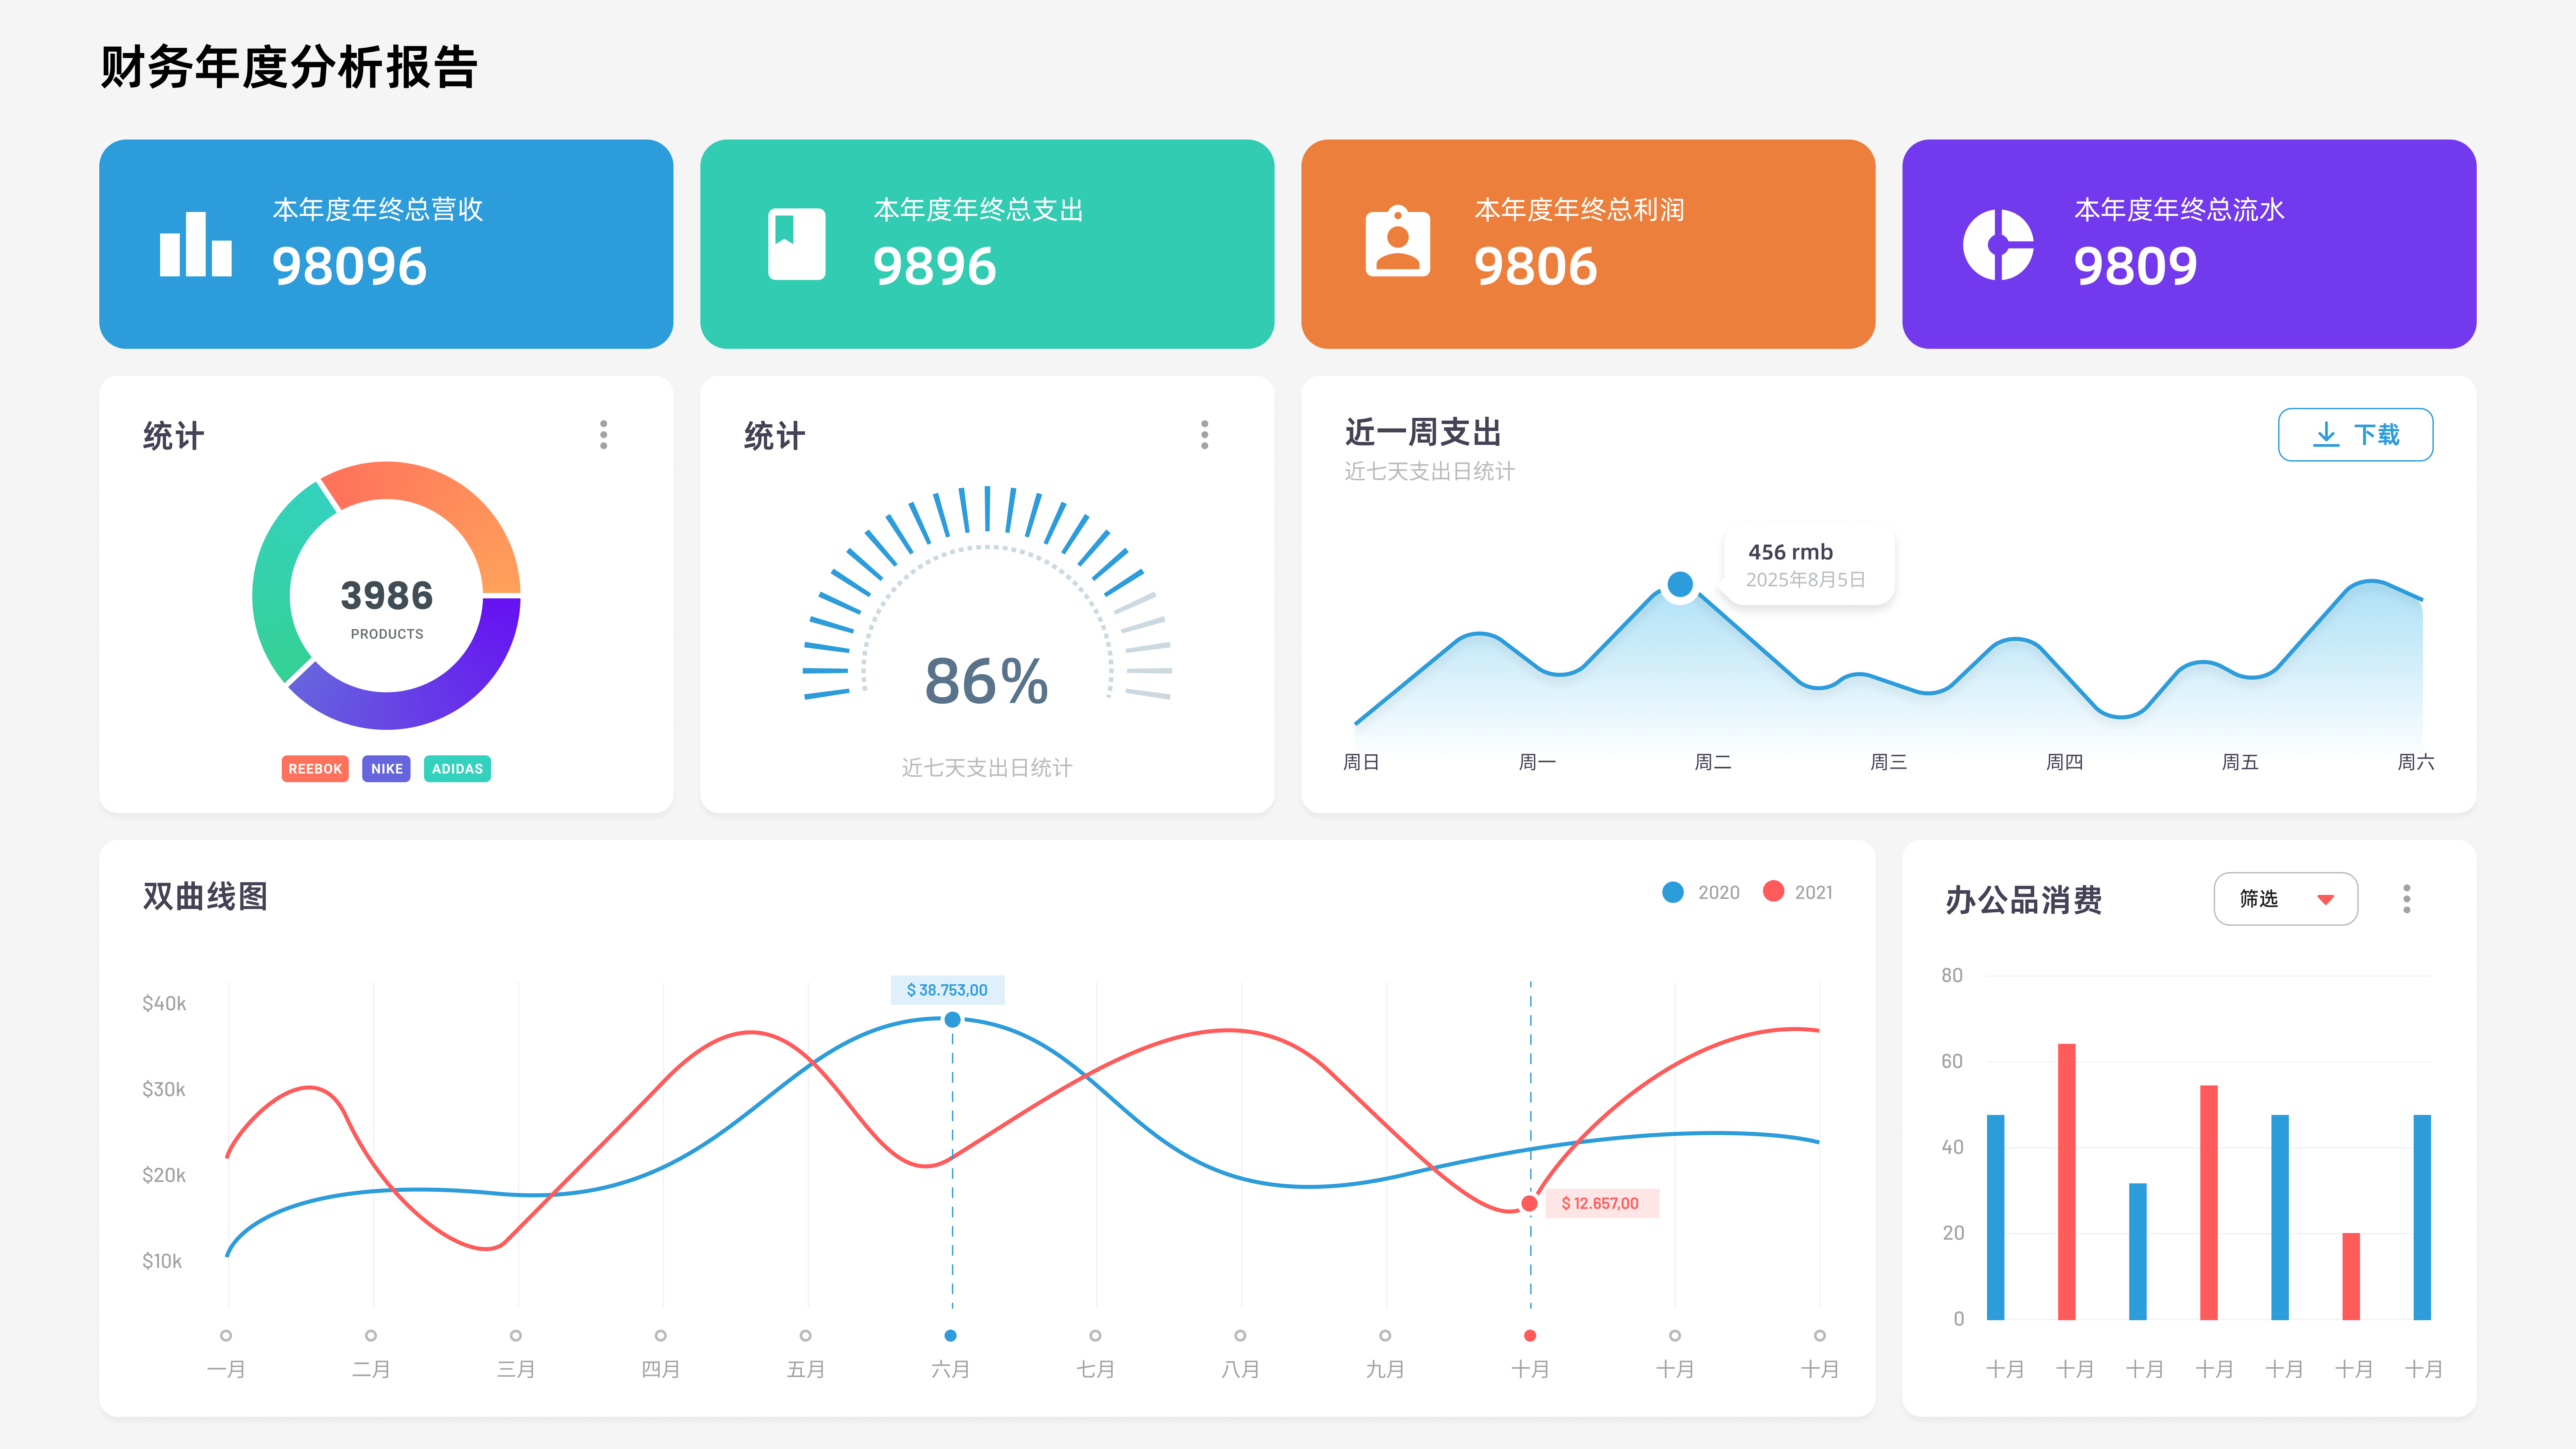 财务年度分析报告
本年度年终总营收
98096
本年度年终总支出
9896
本年度年终总利润
9806
本年度年终总流水
9809
统计
3986
PRODUCTS
REEBOK
NIKE
ADIDAS
统计
86%
近七天支出日统计
近一周支出
近七天支出日统计
下载
456 rmb
2025年8月5日
周日
周一
周二
周三
周四
周五
周六
双曲线图
2020
2021
$40k
$30k
$20k
$10k
$ 38.753,00
$ 12.657,00
一月
二月
三月
四月
五月
六月
七月
八月
九月
十月
十月
十月
办公品消费
筛选
80
60
40
20
0
十月
十月
十月
十月
十月
十月
十月